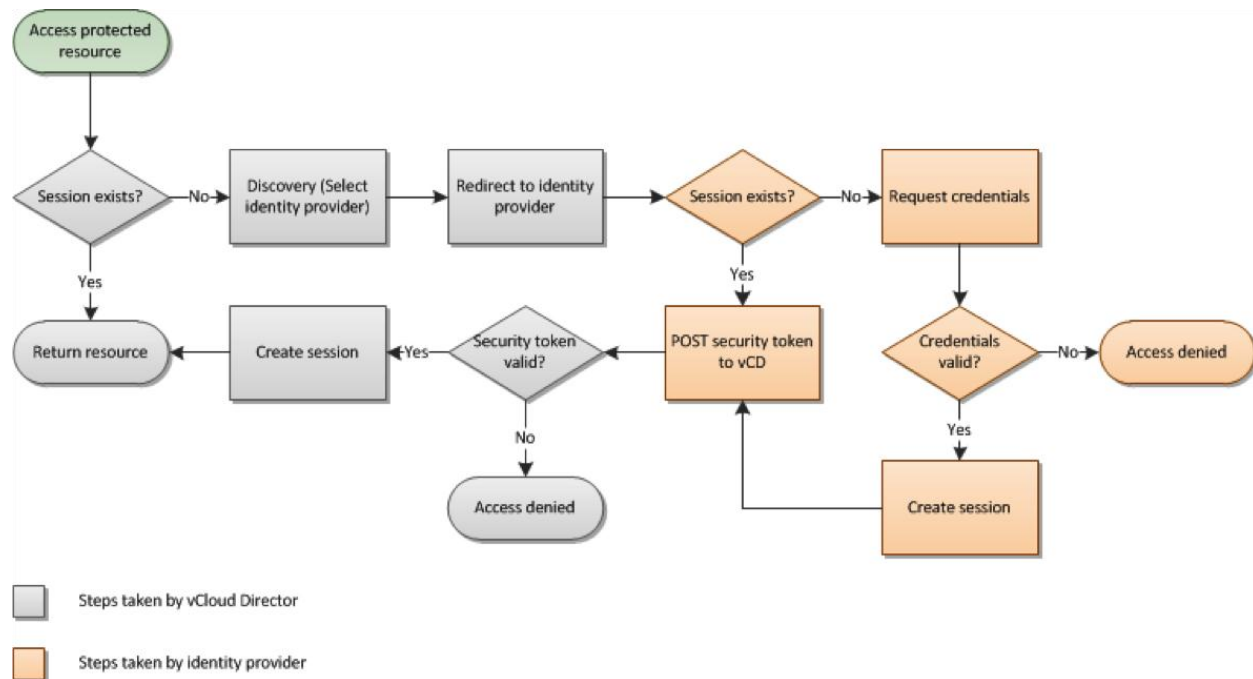 Access protected
resource
Session exists?
No
Discovery (Select
identity provider)
Redirect to identity
provider
Session exists?
No
Request credentials
Yes
Yes
Return resource
Create session
Yes
Security token
valid?
POST security token
to vCD
Credentials
valid?
No
Access denied
No
Yes
Access denied
Create session
Steps taken by vCloud Director
Steps taken by identity provider